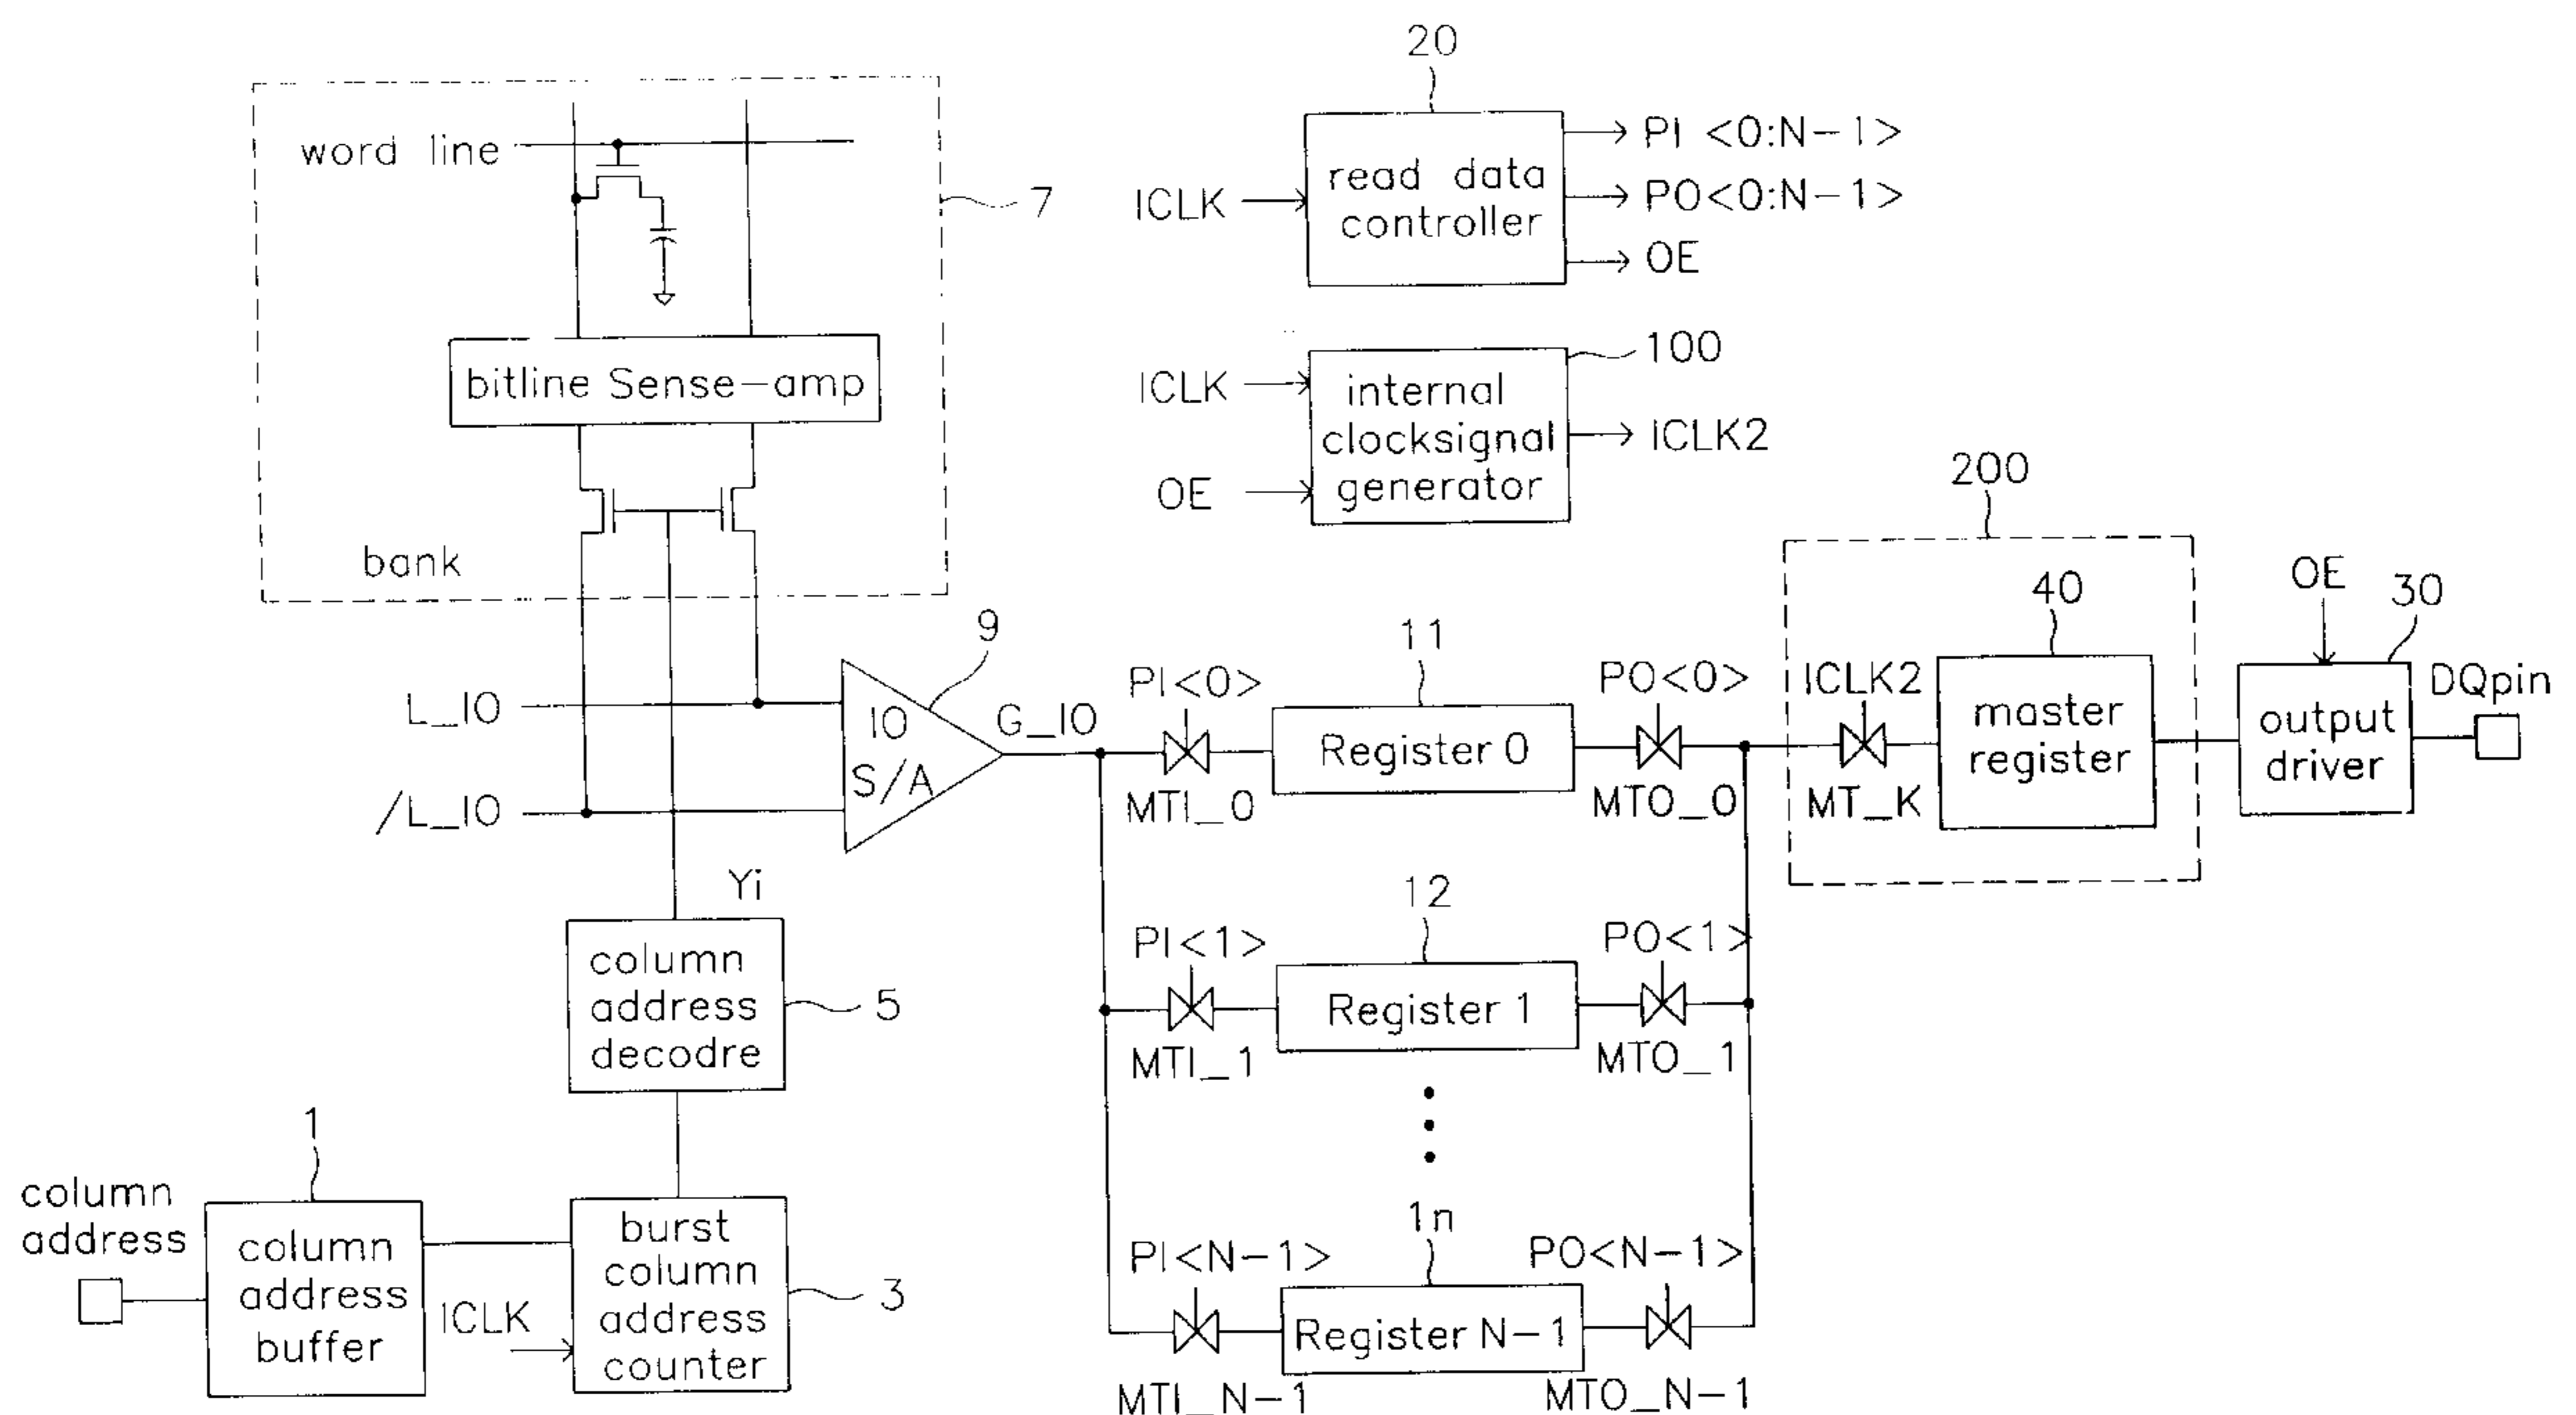 20
word line
7
ICLK
read data
controller
PI <0:N-1>
PO<0:N-1>
OE
bitline Sense-amp
bank
ICLK
OE
internal
clocksignal
generator
100
ICLK2
200
L_IO
/L_IO
IO
S/A
9
G_IO
PI<0>
MTI_0
11
Register 0
PO<0>
MTO_0
ICLK2
MT_K
40
master
register
OE
30
output
driver
DQpin
Yi
column
address
decodre
5
PI<1>
MTI_1
12
Register 1
PO<1>
MTO_1
column
address
1
column
address
buffer
ICLK
burst
column
address
counter
3
PI<N-1>
MTI_N-1
1n
Register N-1
PO<N-1>
MTO_N-1